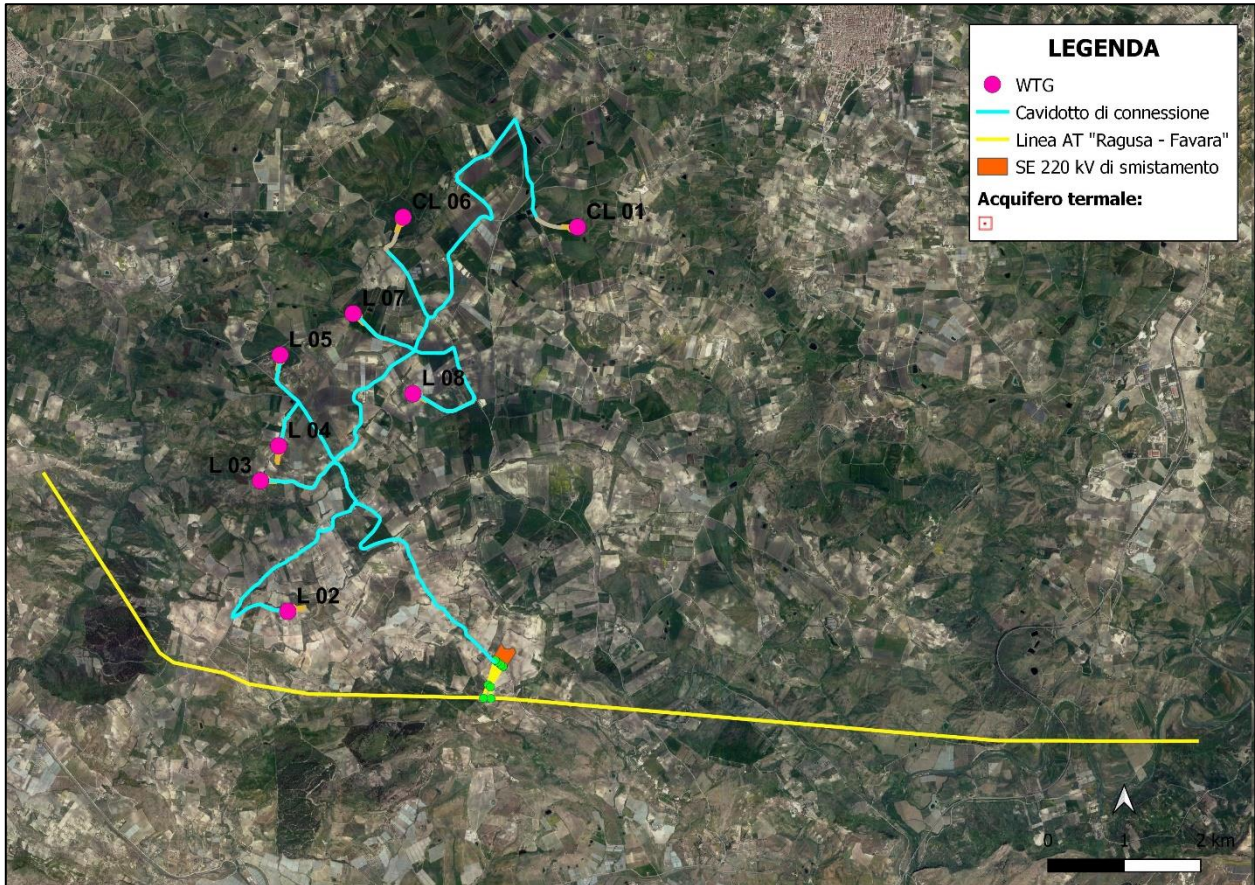 LEGENDA
WTG
Cavidotto di connessione
Linea AT "Ragusa - Favara"
SE 220 kV di smistamento
Acquifero termale:
CL 06
CL 01
L 07
L 05
L 08
L 04
L 03
L 02
0 1 2 km